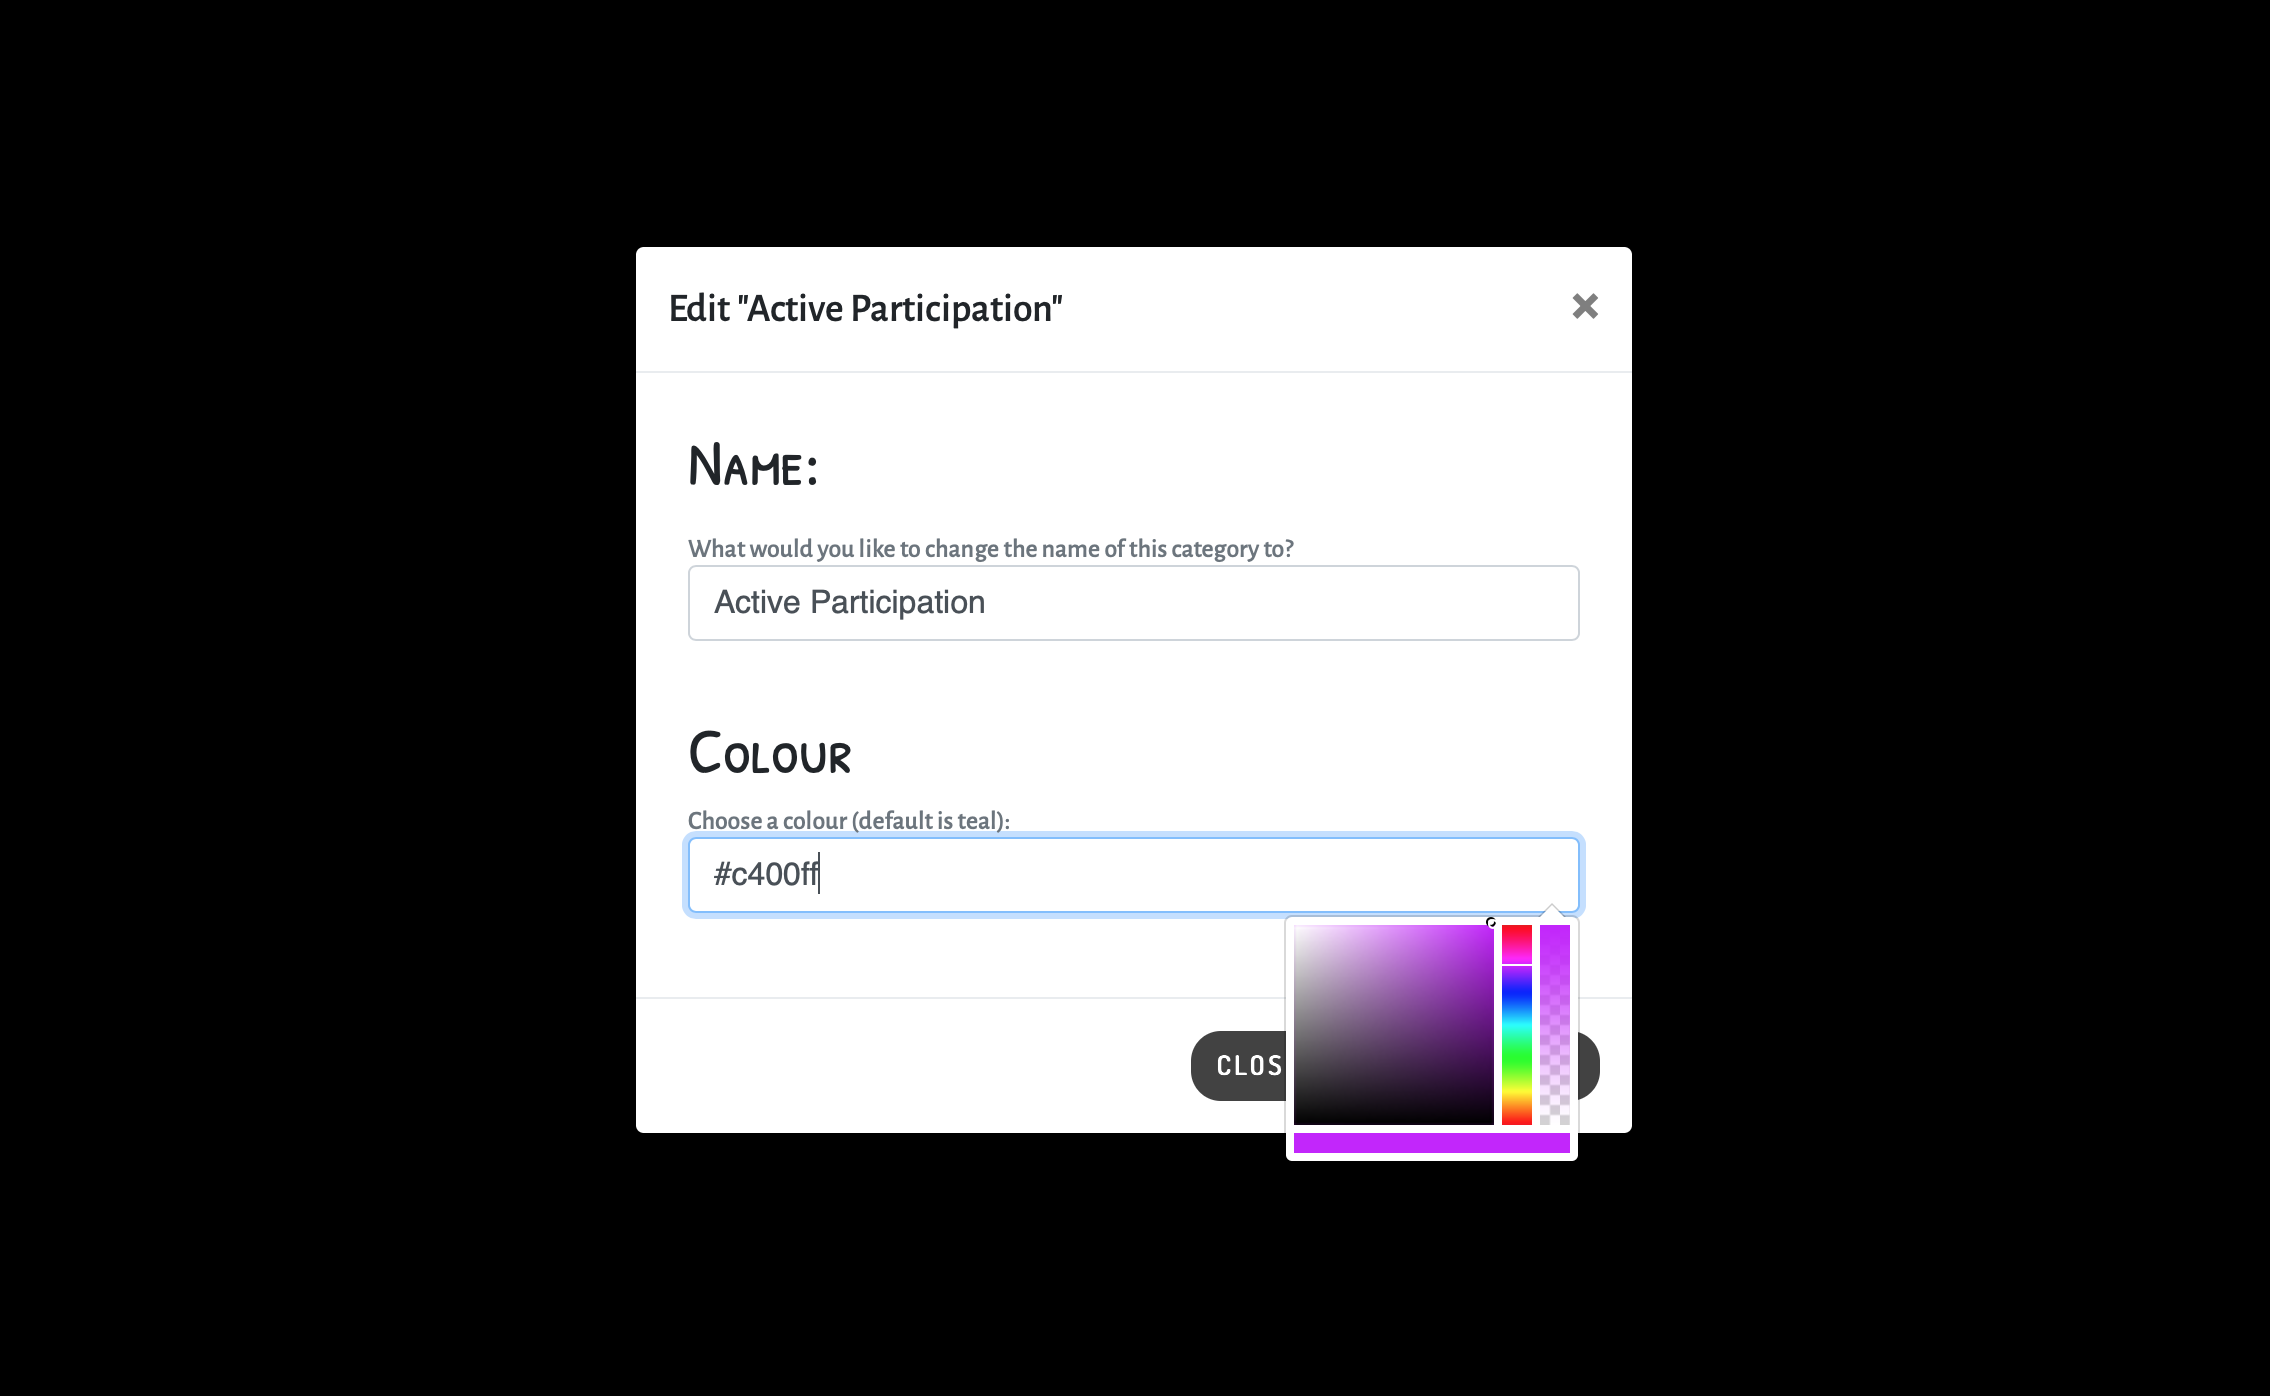 Edit "Active Participation"
NAME:
What would you like to change the name of this category to?
Active Participation
COLOUR
Choose a colour (default is teal):
#c400ff
CLOS